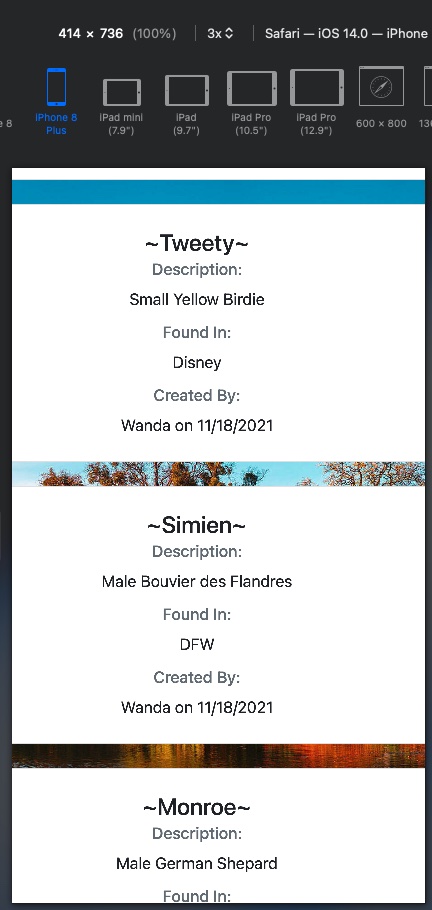 414 × 736 (100%) 3x Safari — iOS 14.0 — iPhone
e 8
iPhone 8
Plus
iPad mini
(7.9")
iPad
(9.7")
iPad Pro
(10.5")
iPad Pro
(12.9")
600 × 800
~Tweety~
Description:
Small Yellow Birdie
Found In:
Disney
Created By:
Wanda on 11/18/2021
~Simien~
Description:
Male Bouvier des Flandres
Found In:
DFW
Created By:
Wanda on 11/18/2021
~Monroe~
Description:
Male German Shepard
Found In: